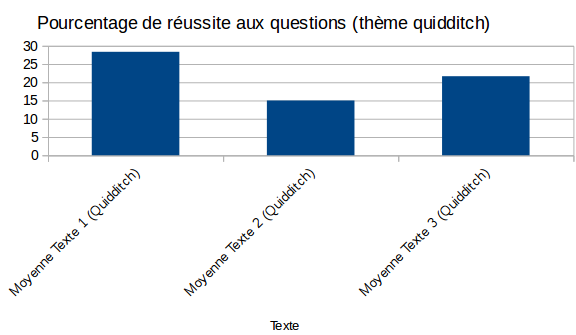 Pourcentage de réussite aux questions (thème quidditch)
30
25
20
15
10
5
0
Moyenne Texte 1 (Quidditch)
Moyenne Texte 2 (Quidditch)
Moyenne Texte 3 (Quidditch)
Texte